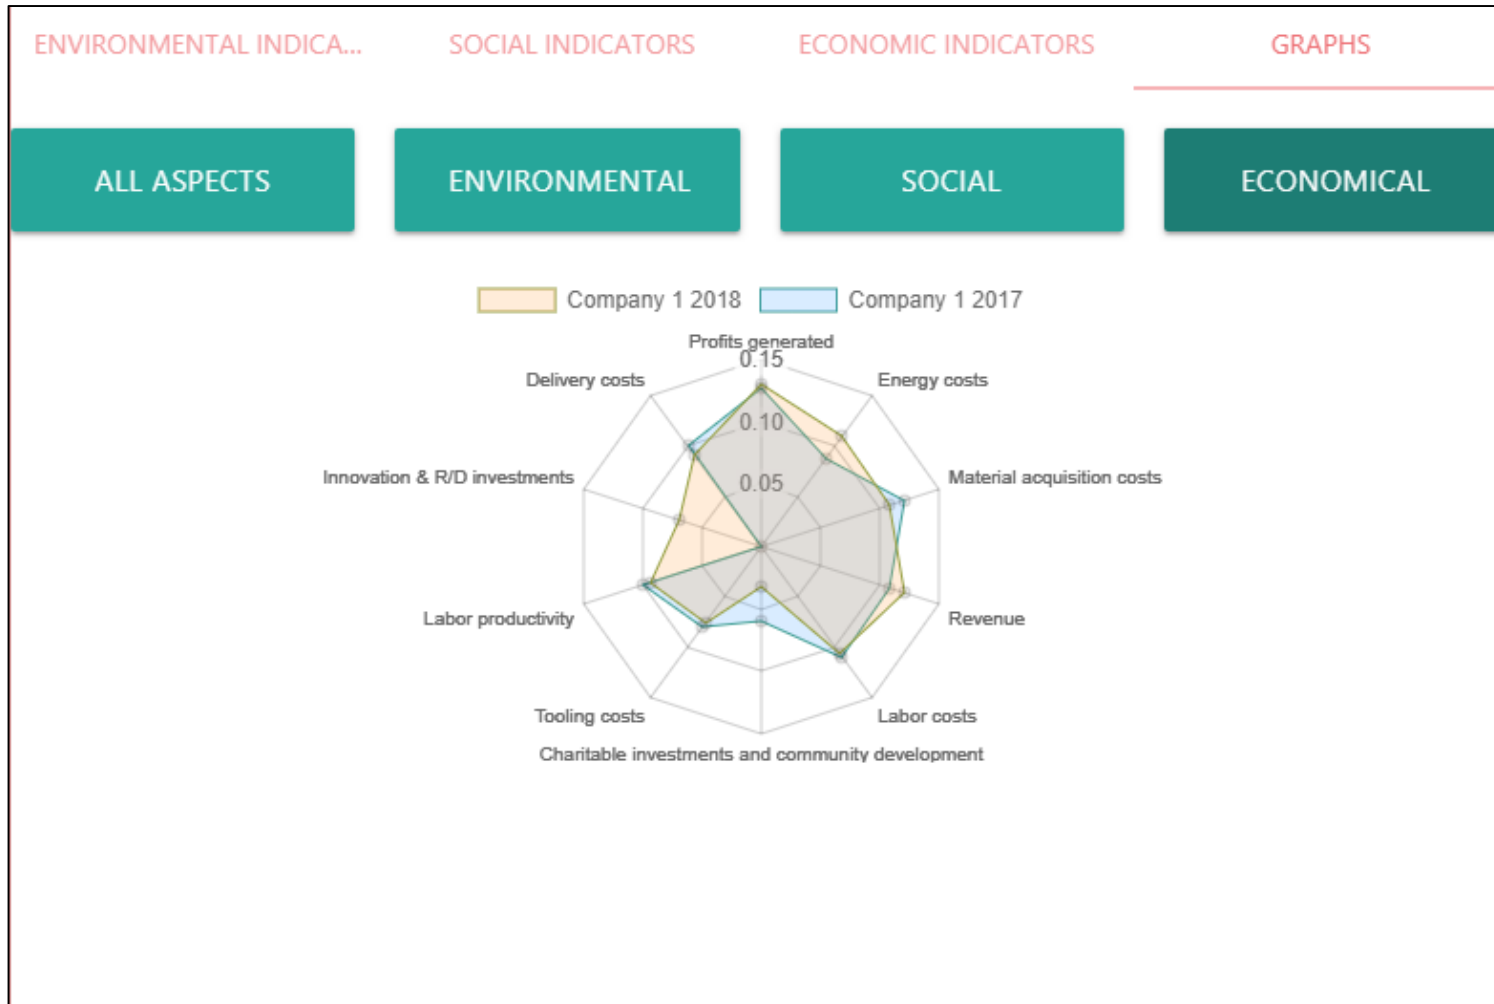 ENVIRONMENTAL INDICA... SOCIAL INDICATORS ECONOMIC INDICATORS GRAPHS
ALL ASPECTS ENVIRONMENTAL SOCIAL ECONOMICAL
Company 1 2018 Company 1 2017
Profits generated
0.15
Delivery costs Energy costs
0.10
Innovation & R/D investments Material acquisition costs
0.05
Labor productivity Revenue
Tooling costs Labor costs
Charitable investments and community development